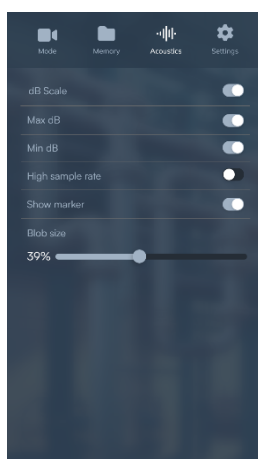 Mode Memory Acoustics Settings
dB Scale
Max dB
Min dB
High sample rate
Show marker
Blob size
39%